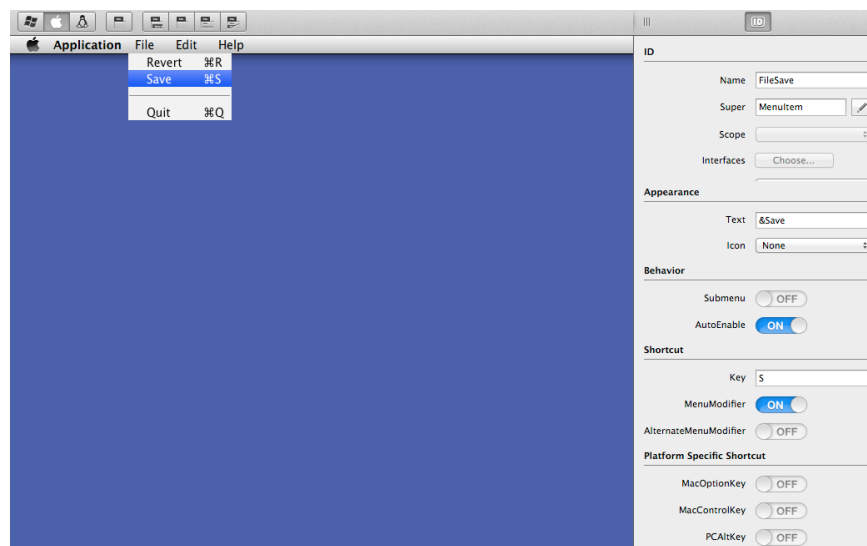 ID
Application File Edit Help
Revert ⌘R
Save ⌘S
Quit ⌘Q
ID
Name FileSave
Super MenuItem
Scope
Interfaces Choose...
Appearance
Text &Save
Icon None
Behavior
Submenu OFF
AutoEnable ON
Shortcut
Key S
MenuModifier ON
AlternateMenuModifier OFF
Platform Specific Shortcut
MacOptionKey OFF
MacControlKey OFF
PCAltKey OFF